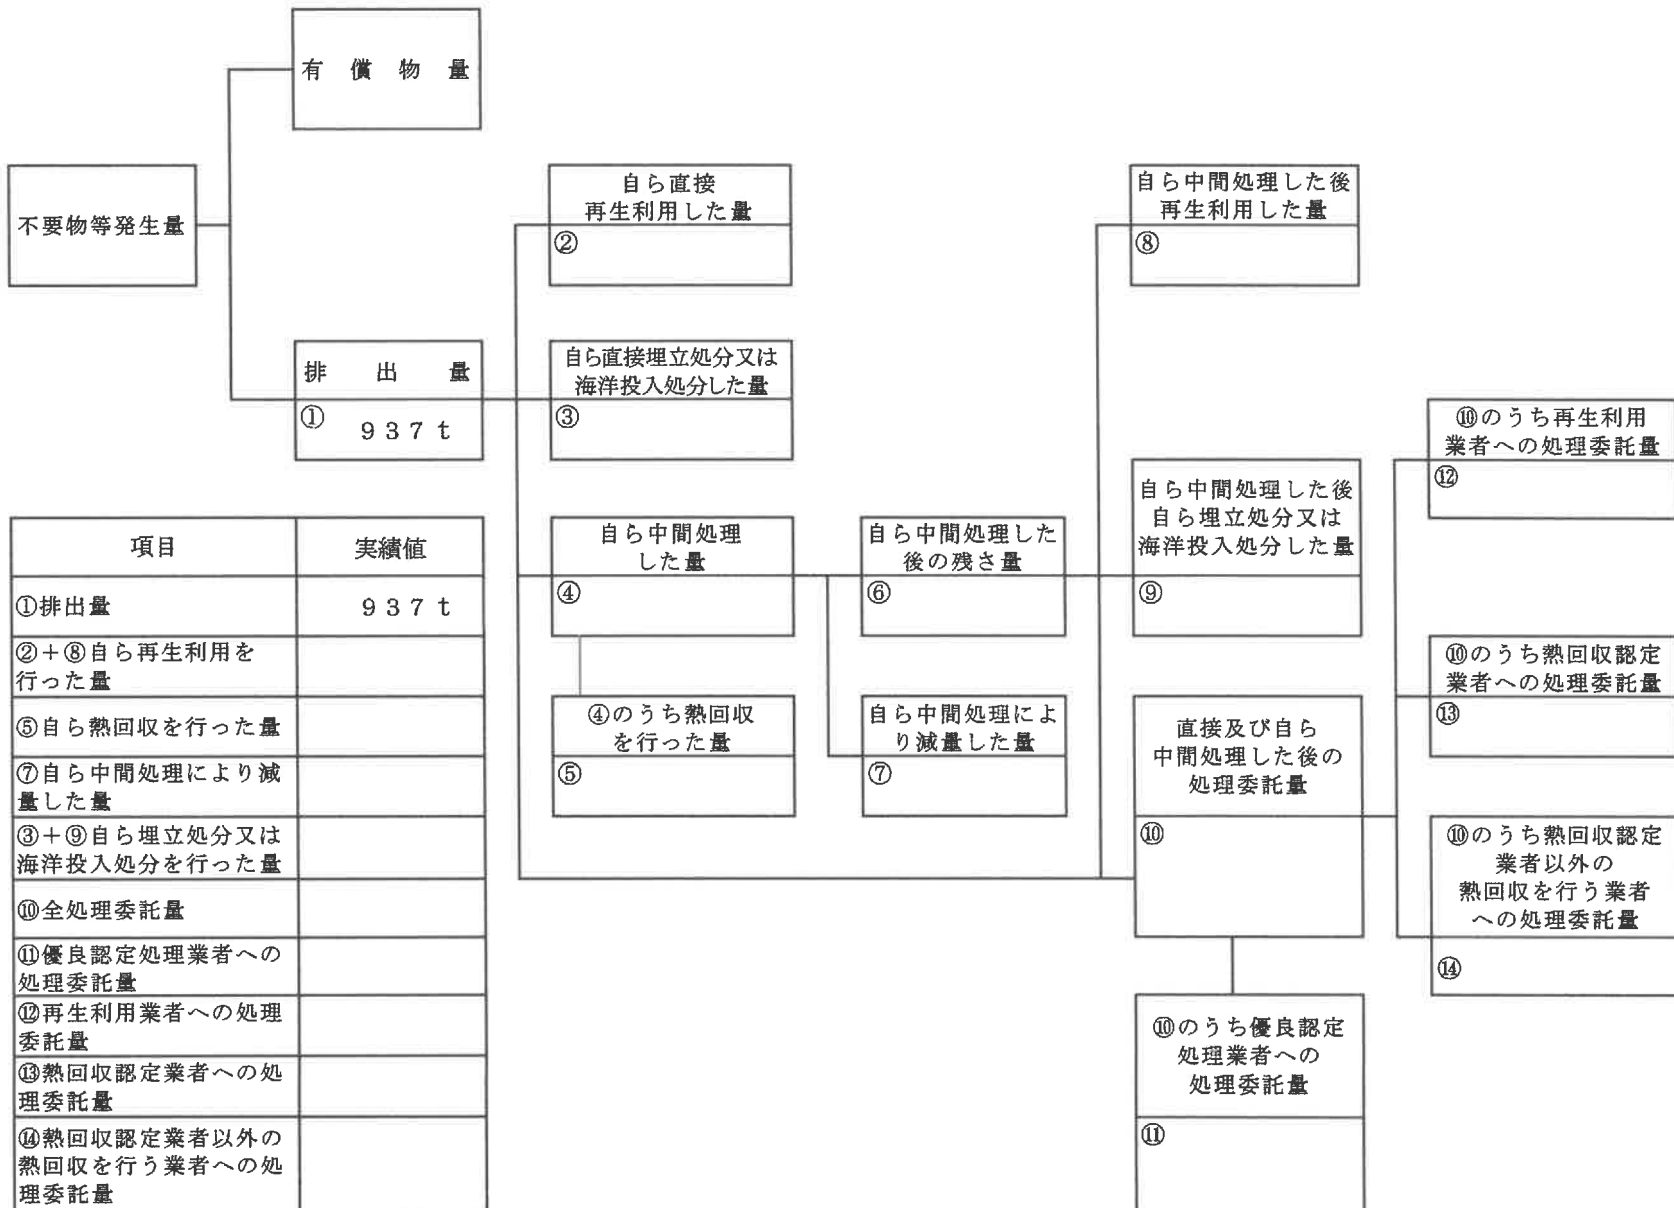 有償物量
不要物等発生量
排出量
①
937t
自ら直接
再生利用した量
②
自ら直接埋立処分又は
海洋投入処分した量
③
自ら中間処理
した量
④
④のうち熱回収
を行った量
⑤
自ら中間処理した
後の残さ量
⑥
自ら中間処理によ
り減量した量
⑦
自ら中間処理した後
再生利用した量
⑧
自ら中間処理した後
自ら埋立処分又は
海洋投入処分した量
⑨
直接及び自ら
中間処理した後の
処理委託量
⑩
⑩のうち優良認定
処理業者への
処理委託量
⑪
⑩のうち再生利用
業者への処理委託量
⑫
⑩のうち熱回収認定
業者への処理委託量
⑬
⑩のうち熱回収認定
業者以外の
熱回収を行う業者
への処理委託量
⑭
項目 実績値
①排出量 937t
②+⑧自ら再生利用を
行った量
⑤自ら熱回収を行った量
⑦自ら中間処理により減
量した量
③+⑨自ら埋立処分又は
海洋投入処分を行った量
⑩全処理委託量
⑪優良認定処理業者への
処理委託量
⑫再生利用業者への処理
委託量
⑬熱回収認定業者への処
理委託量
⑭熱回収認定業者以外の
熱回収を行う業者への処
理委託量